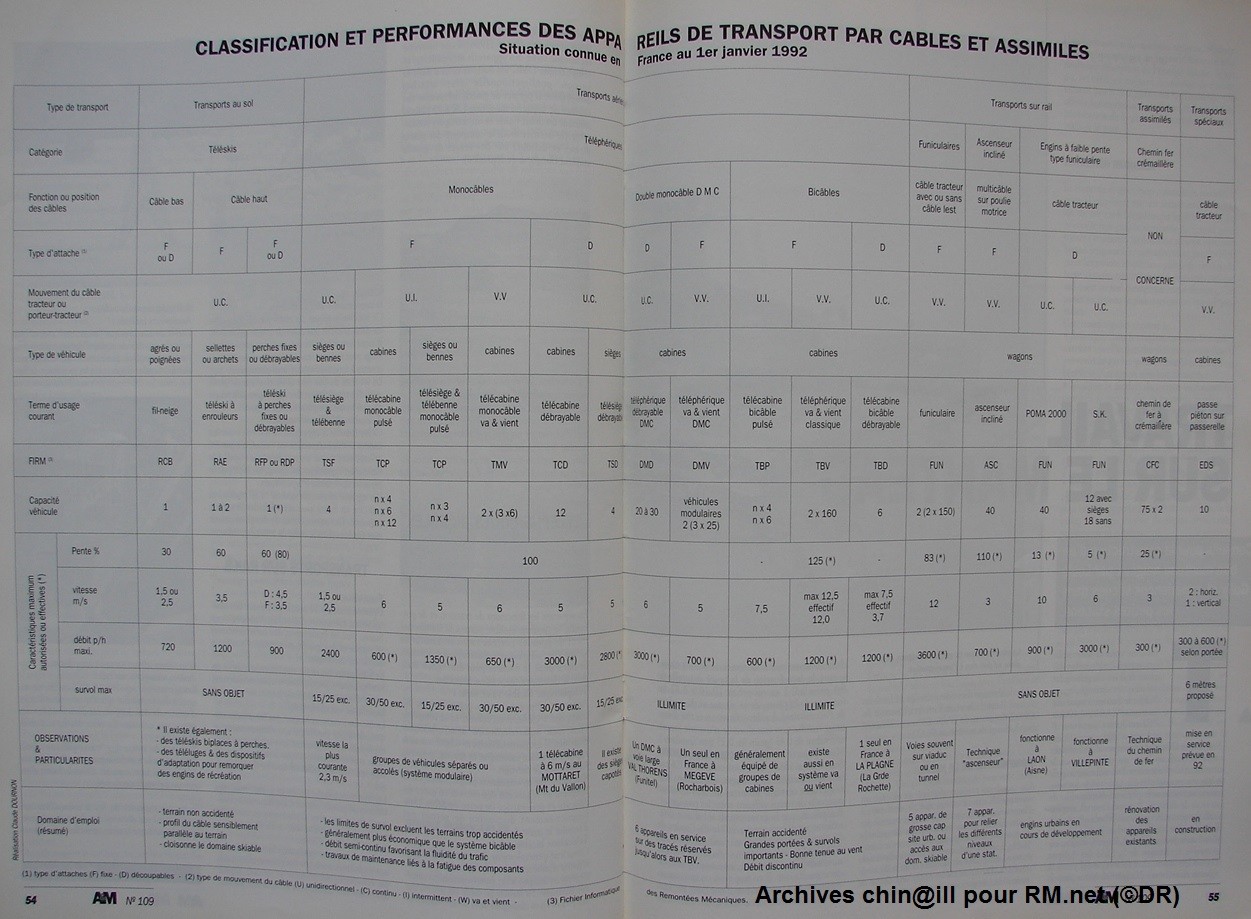 CLASSIFICATION ET PERFORMANCES DES APPAREILS DE TRANSPORT PAR CABLES ET ASSIMILES
Situation connue en France au 1er janvier 1992
Type de transport Transports au sol Transports aérie Transports sur rail Transports assimilés Transports spéciaux
Catégorie Téléskis Téléphériques Funiculaires Ascenseur incliné Engins à faible pente type funiculaire Chemin fer crémaillère
Fonction ou position des câbles Câble bas Câble haut Monocâbles Double monocâble D M C Bicâbles câble tracteur avec ou sans câble lest multicâble sur poulie motrice câble tracteur câble tracteur
Type d'attache (1) F ou D F F ou D F D D F F D F F D NON CONCERNE F
Mouvement du câble tracteur ou porteur-tracteur (2) U.C. U.C. U.I. V.V U.C. U.C. V.V. U.I. V.V. U.C. V.V. V.V. U.C. U.C. V.V.
Type de véhicule agrès ou poignées sellettes ou archets perches fixes ou débrayables sièges ou bennes cabines sièges ou bennes cabines cabines sièges cabines cabines wagons wagons cabines
Terme d'usage courant fil-neige téléski à enrouleurs téléski à perches fixes ou débrayables télésiège & télébenne télécabine monocâble pulsé télésiège & télébenne monocâble pulsé télécabine monocâble va & vient télécabine débrayable télésiège débrayabl téléphérique débrayable DMC téléphérique va & vient DMC télécabine bicâble pulsé téléphérique va & vient classique télécabine bicâble débrayable funiculaire ascenseur incliné POMA 2000 S.K. chemin de fer à crémaillère passe piéton sur passerelle
FIRM (3) RCB RAE RFP ou RDP TSF TCP TCP TMV TCD TSD DMD DMV TBP TBV TBD FUN ASC FUN FUN CFC EDS
Capacité véhicule 1 1 à 2 1 (*) 4 n x 4 n x 6 n x 12 n x 3 n x 4 2 x (3 x6) 12 4 20 à 30 véhicules modulaires 2 (3 x 25) n x 4 n x 6 2 x 160 6 2 (2 x 150) 40 40 12 avec sièges 18 sans 75 x 2 10
Caractéristiques maximum autorisées ou effectives (*)
Pente % 30 60 60 (80) 100 - 125 (*) - 83 (*) 110 (*) 13 (*) 5 (*) 25 (*) -
vitesse m/s 1,5 ou 2,5 3,5 D : 4,5 F : 3,5 1,5 ou 2,5 6 5 6 5 5 6 5 7,5 max 12,5 effectif 12,0 max 7,5 effectif 3,7 12 3 10 6 3 2 : horiz. 1 : vertical
débit p/h maxi. 720 1200 900 2400 600 (*) 1350 (*) 650 (*) 3000 (*) 2800 (* 3000 (*) 700 (*) 600 (*) 1200 (*) 1200 (*) 3600 (*) 700 (*) 900 (*) 3000 (*) 300 (*) 300 à 600 (*) selon portée
survol max SANS OBJET 15/25 exc. 30/50 exc. 15/25 exc. 30/50 exc. 30/50 exc. 15/25 exc ILLIMITE ILLIMITE SANS OBJET 6 mètres proposé
OBSERVATIONS & PARTICULARITES
* Il existe également :
- des téléskis biplaces à perches.
- des téléluges & des dispositifs
d'adaptation pour remorquer
des engins de récréation
vitesse la plus courante 2,3 m/s
groupes de véhicules séparés ou
accolés (système modulaire)
1 télécabine à 6 m/s au MOTTARET (Mt du Vallon)
Il existe des siég capotés
Un DMC à voie large VAL THORENS (Funitel)
Un seul en France à MEGEVE (Rocharbois)
généralement équipé de groupes de cabines
existe aussi en système va ou vient
1 seul en France à LA PLAGNE (La Grde Rochette)
Voies souvent sur viaduc ou en tunnel
Technique "ascenseur"
fonctionne à LAON (Aisne)
fonctionne à VILLEPINTE
Technique du chemin de fer
mise en service prévue en 92
Domaine d'emploi (résumé)
- terrain non accidenté
- profil du câble sensiblement
parallèle au terrain
- cloisonne le domaine skiable
- les limites de survol excluent les terrains trop accidentés
- généralement plus économique que le système bicâble
- débit semi-continu favorisant la fluidité du trafic
- travaux de maintenance liés à la fatigue des composants
6 appareils en service
sur des tracés réservés
jusqu'alors aux TBV.
Terrain accidenté
Grandes portées & survols
importants - Bonne tenue au vent
Débit discontinu
5 appar. de grosse cap site urb. ou accés aux dom. skiable
7 appar. pour relier les différents niveaux d'une stat.
engins urbains en
cours de développement
rénovation des appareils existants
en construction
Réalisation Claude DOURNON
(1) type d'attaches (F) fixe - (D) découpables - (2) type de mouvement du câble (U) unidirectionnel - (C) continu - (I) intermittent - (W) va et vient - (3) Fichier Informatique des Remontées Mécaniques.
54 AM N° 109
Archives chin@ill pour RM.net (©DR) 55